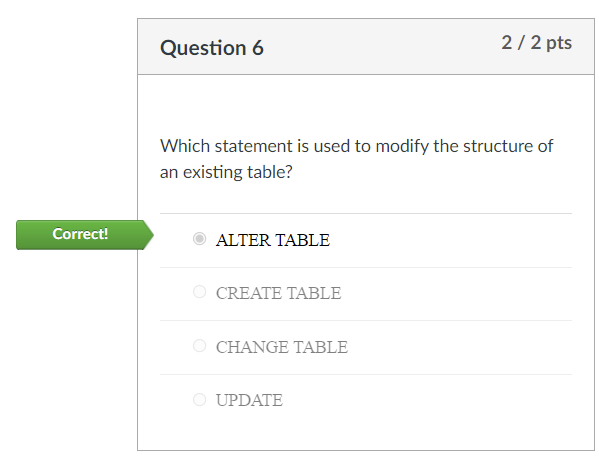 Question 6
2 / 2 pts
Which statement is used to modify the structure of
an existing table?
Correct!
ALTER TABLE
CREATE TABLE
CHANGE TABLE
UPDATE